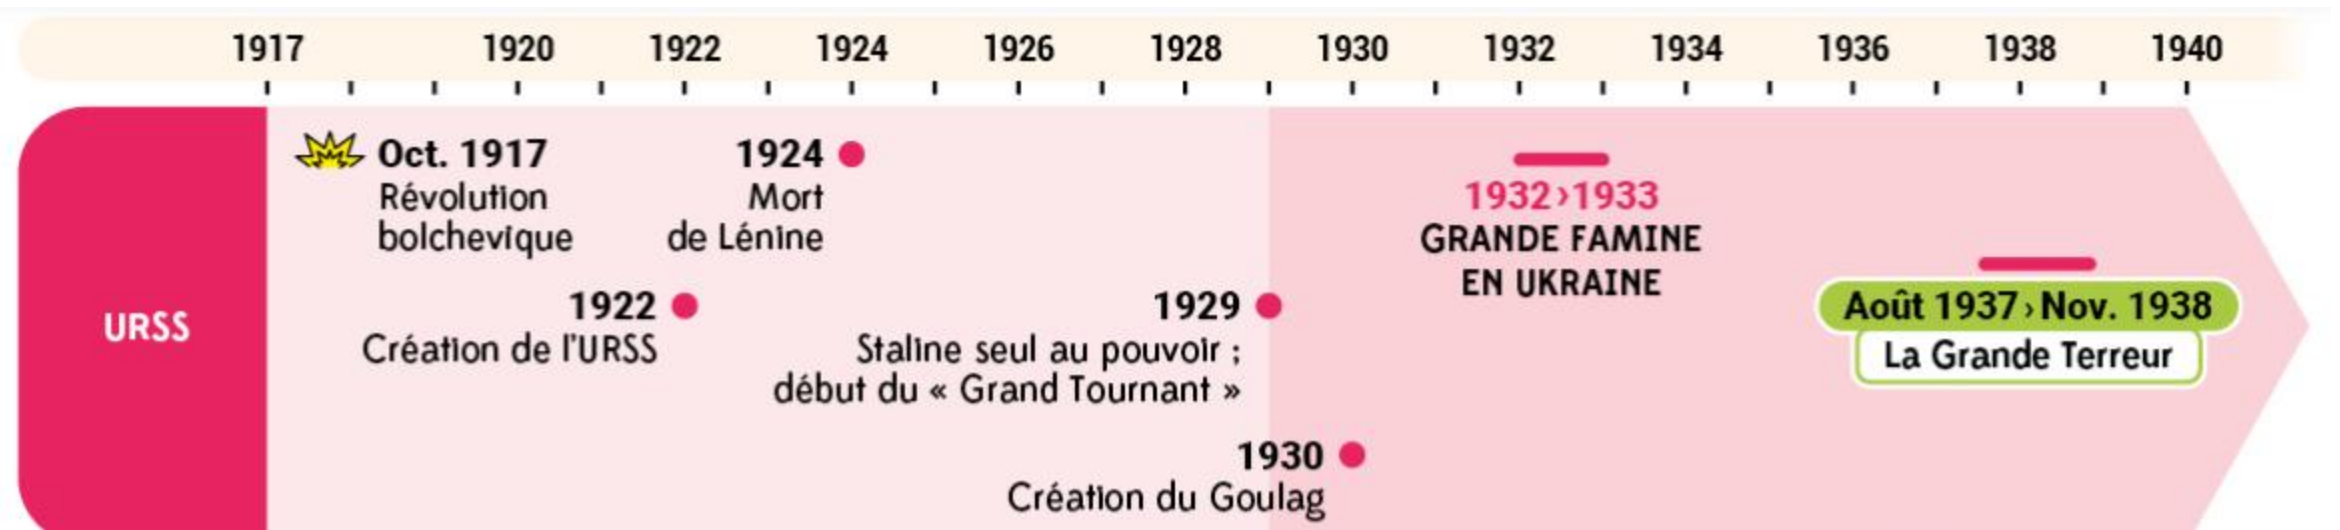 1917 1920 1922 1924 1926 1928 1930 1932 1934 1936 1938 1940
URSS
Oct. 1917
Révolution
bolchevique
1924
Mort
de Lénine
1922
Création de l'URSS
1929
Staline seul au pouvoir ;
début du « Grand Tournant »
1930
Création du Goulag
1932›1933
GRANDE FAMINE
EN UKRAINE
Août 1937›Nov. 1938
La Grande Terreur